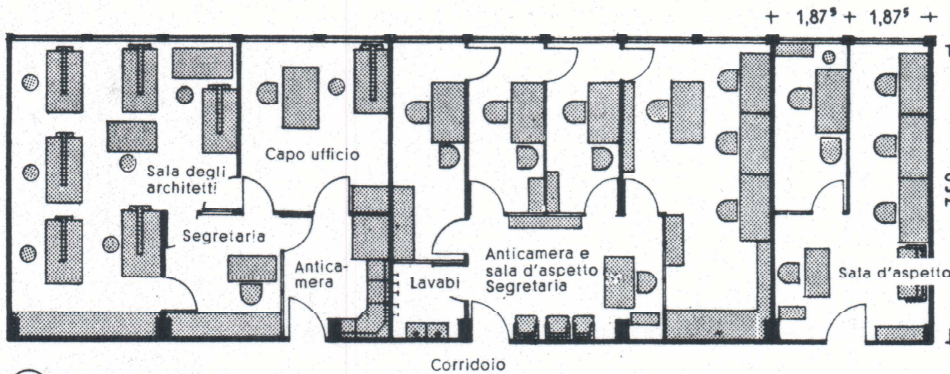 + 1,87⁵ + 1,87⁵ +
Capo ufficio
Sala degli
architetti
Segretaria
Antica-
mera
Lavabi
Anticamera e
sala d'aspetto
Segretaria
Sala d'aspetto
Corridoio